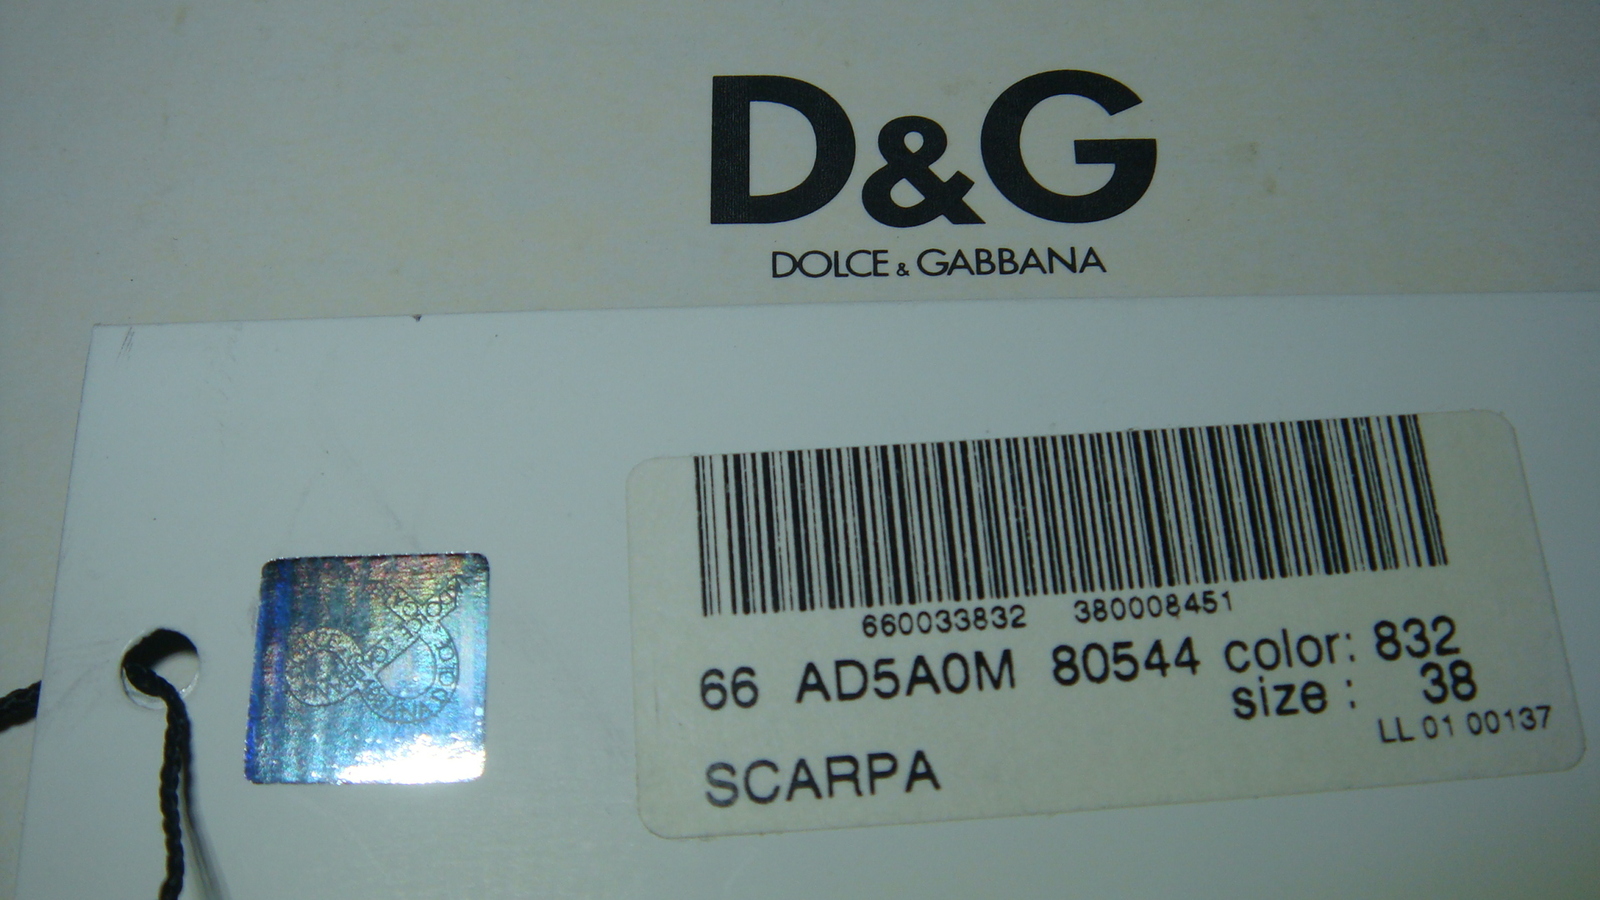 D&G
DOLCE & GABBANA
660033832 380008451
66 AD5A0M 80544 color: 832
size : 38
LL 01 00137
SCARPA